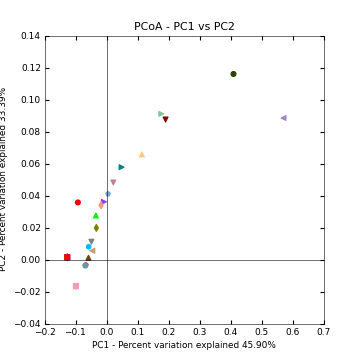 PCoA - PC1 vs PC2
0.14
0.12
0.10
0.08
0.06
0.04
0.02
0.00
−0.02
−0.04
PC2 - Percent variation explained 33.39%
−0.2 −0.1 0.0 0.1 0.2 0.3 0.4 0.5 0.6 0.7
PC1 - Percent variation explained 45.90%